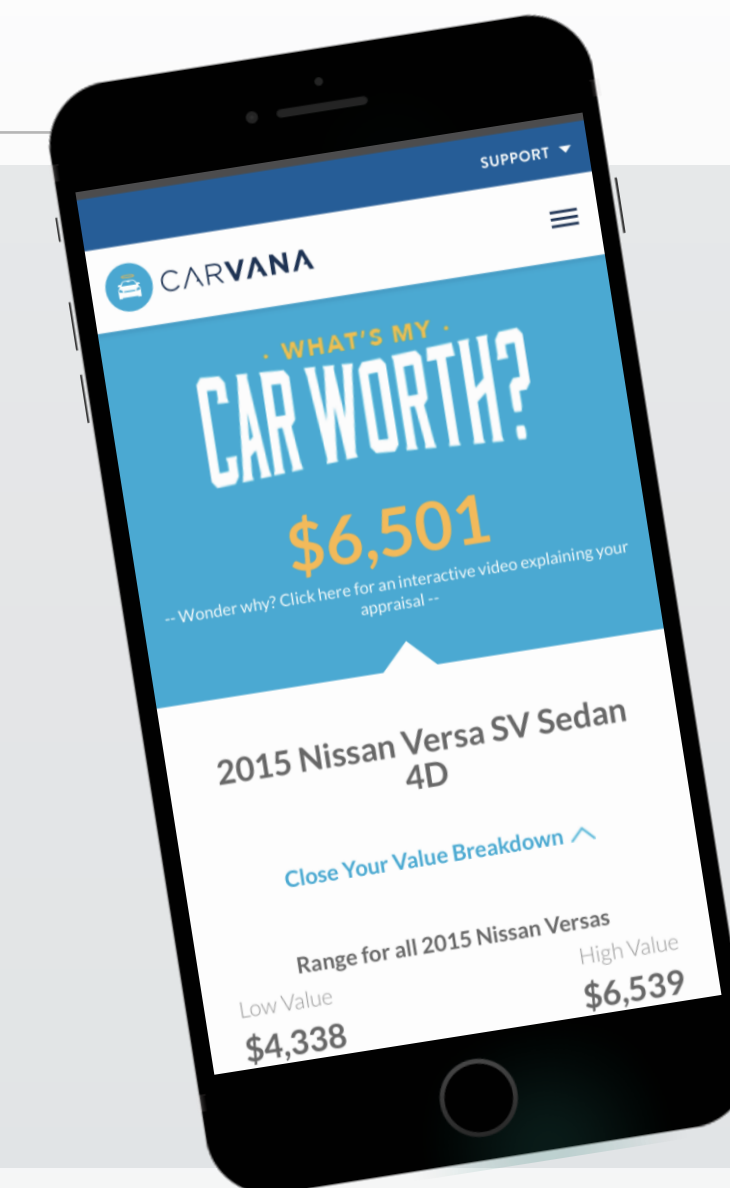 SUPPORT
CARVANA
· WHAT'S MY ·
CAR WORTH?
$6,501
-- Wonder why? Click here for an interactive video explaining your
appraisal --
2015 Nissan Versa SV Sedan
4D
Close Your Value Breakdown
Range for all 2015 Nissan Versas
Low Value High Value
$4,338 $6,539